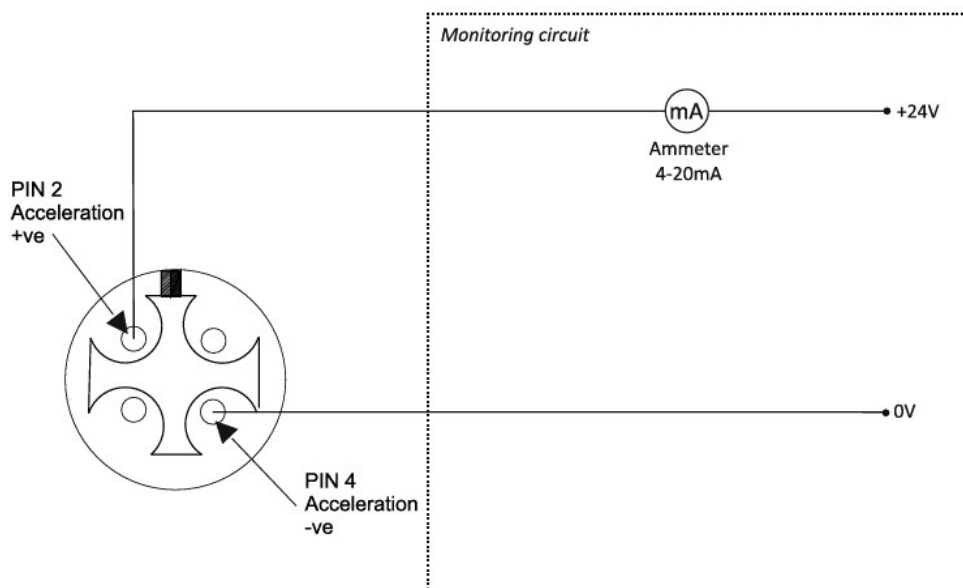 Monitoring circuit
mA
+24V
Ammeter
4-20mA
PIN 2
Acceleration
+ve
0V
PIN 4
Acceleration
-ve